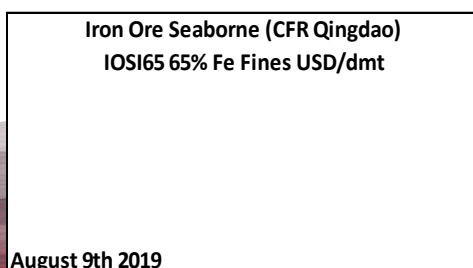 Iron Ore Seaborne (CFR Qingdao)
IOSI65 65% Fe Fines USD/dmt
August 9th 2019